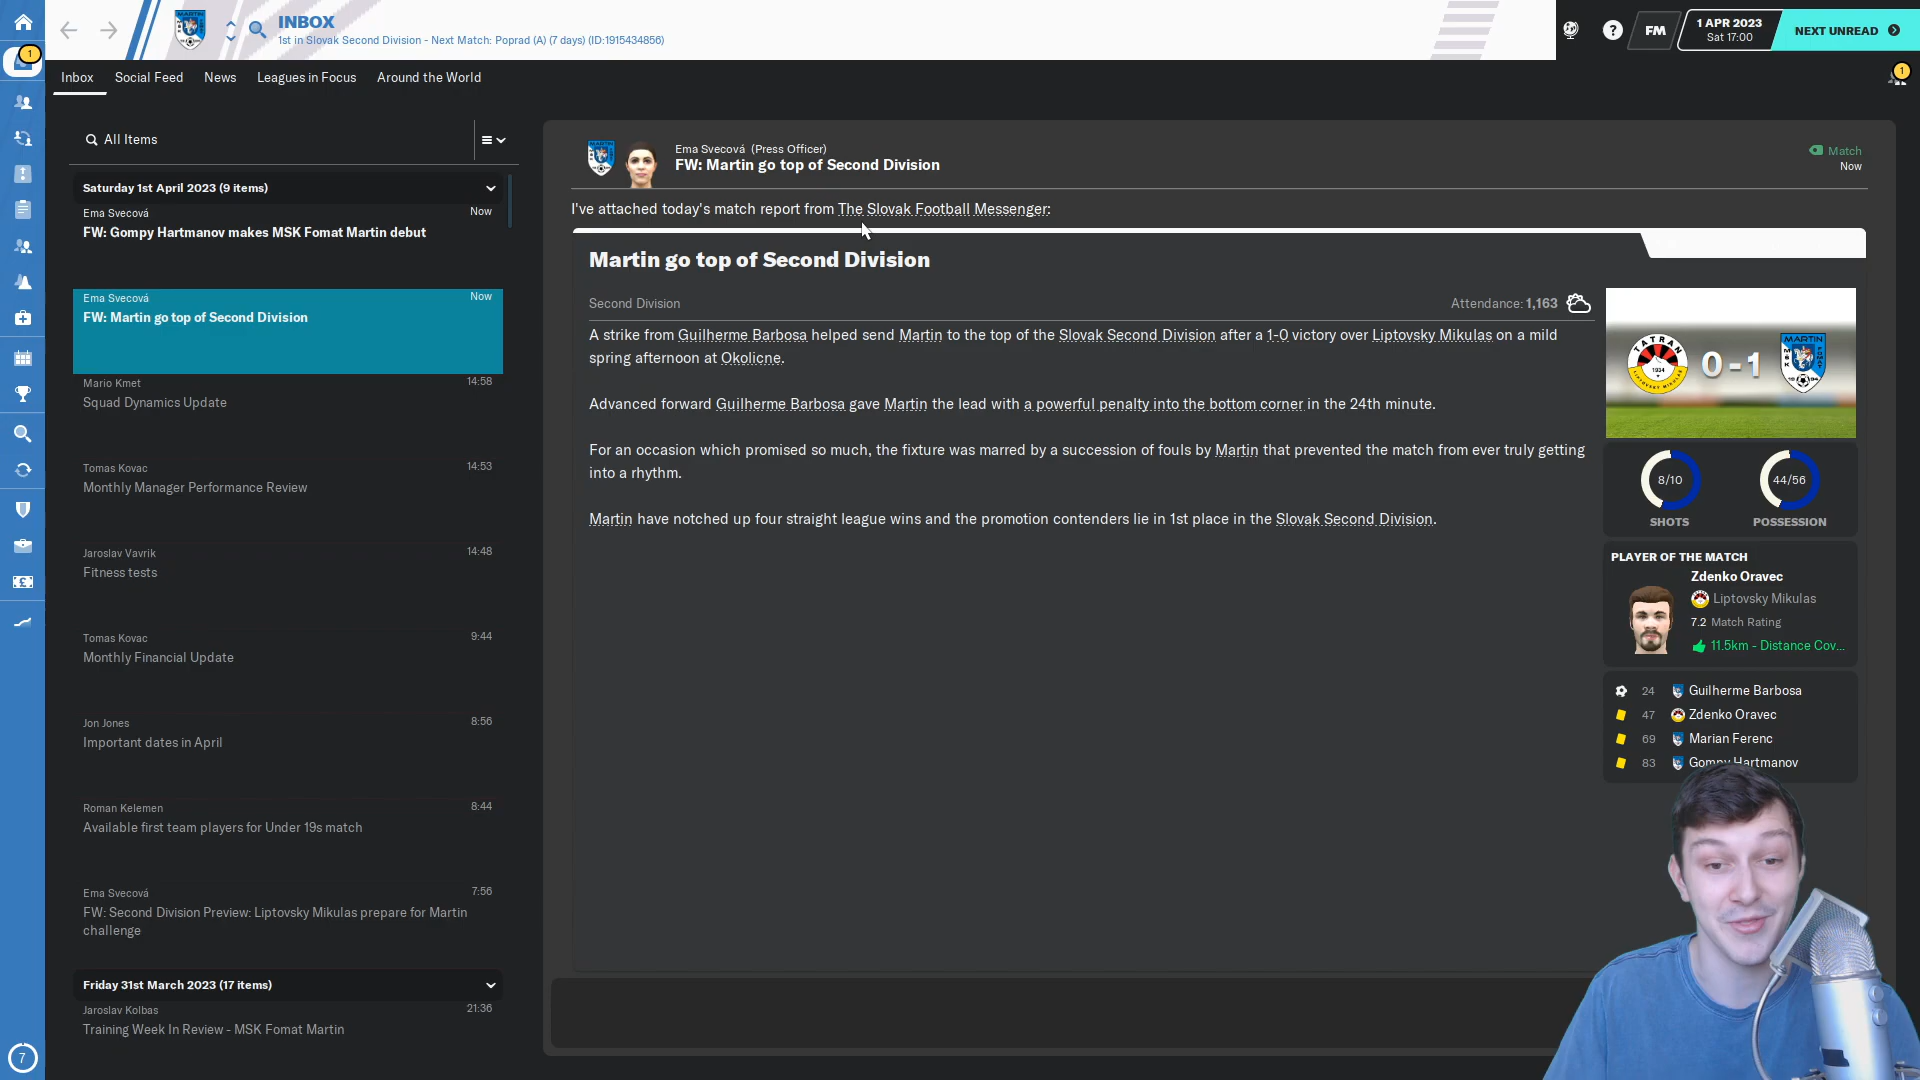 INBOX
1st in Slovak Second Division - Next Match: Poprad (A) (7 days) (ID:1915434856)
FM
1 APR 2023
Sat 17:00
NEXT UNREAD
1
Inbox
Social Feed
News
Leagues in Focus
Around the World
1
All Items
Saturday 1st April 2023 (9 items)
Ema Svecová
Now
FW: Gompy Hartmanov makes MSK Fomat Martin debut
Ema Svecová
Now
FW: Martin go top of Second Division
Mario Kmet
14:58
Squad Dynamics Update
Tomas Kovac
14:53
Monthly Manager Performance Review
Jaroslav Vavrik
14:48
Fitness tests
Tomas Kovac
9:44
Monthly Financial Update
Jon Jones
8:56
Important dates in April
Roman Kelemen
8:44
Available first team players for Under 19s match
Ema Svecová
7:56
FW: Second Division Preview: Liptovsky Mikulas prepare for Martin
challenge
Friday 31st March 2023 (17 items)
Jaroslav Kolbas
21:36
Training Week In Review - MSK Fomat Martin
7
Ema Svecová (Press Officer)
FW: Martin go top of Second Division
Match
Now
I've attached today's match report from The Slovak Football Messenger:
Martin go top of Second Division
Second Division
Attendance: 1,163
A strike from Guilherme Barbosa helped send Martin to the top of the Slovak Second Division after a 1-0 victory over Liptovsky Mikulas on a mild
spring afternoon at Okolicne.
Advanced forward Guilherme Barbosa gave Martin the lead with a powerful penalty into the bottom corner in the 24th minute.
For an occasion which promised so much, the fixture was marred by a succession of fouls by Martin that prevented the match from ever truly getting
into a rhythm.
Martin have notched up four straight league wins and the promotion contenders lie in 1st place in the Slovak Second Division.
TATRAN
1934
0 - 1
MARTIN
8/10
44/56
SHOTS
POSSESSION
PLAYER OF THE MATCH
Zdenko Oravec
Liptovsky Mikulas
7.2 Match Rating
11.5km - Distance Cov...
24 Guilherme Barbosa
47 Zdenko Oravec
69 Marian Ferenc
83 Gompy Hartmanov